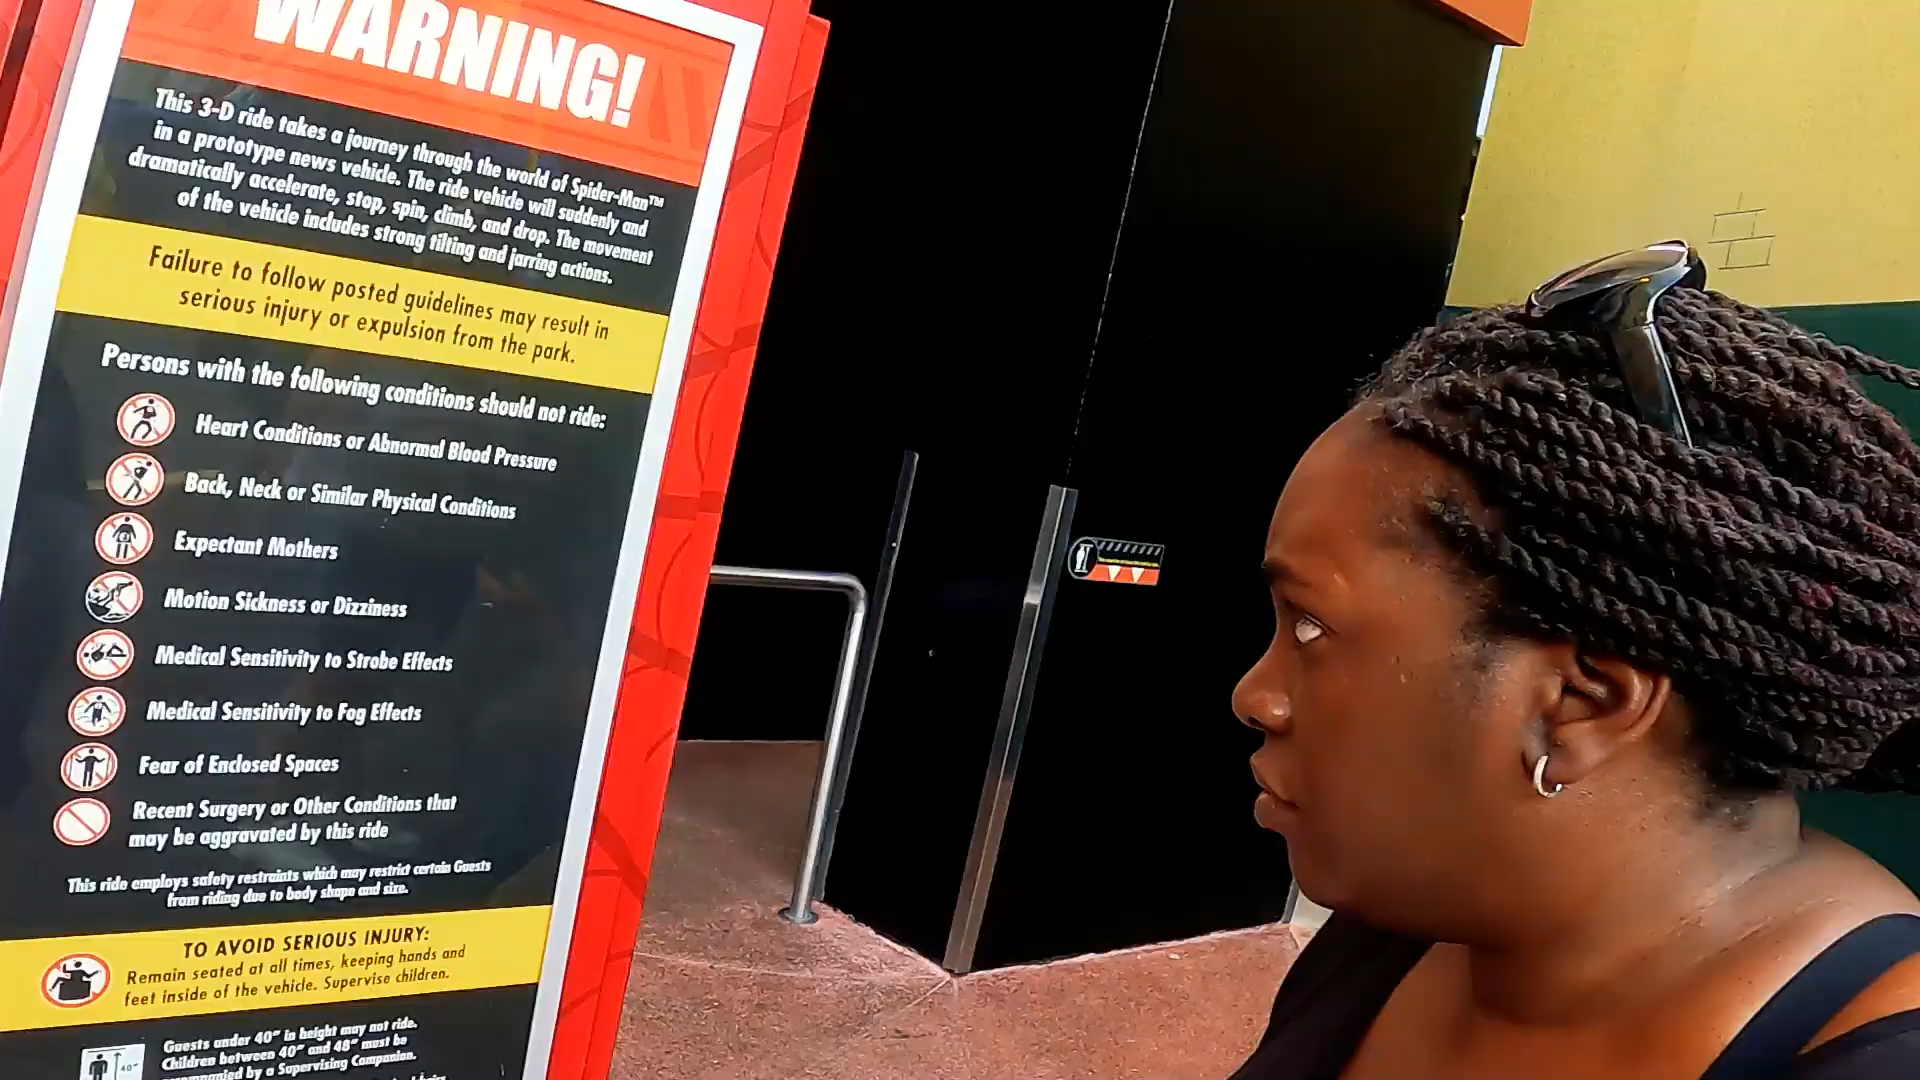 WARNING!
This 3-D ride takes a journey through the world of Spider-Man™
in a prototype news vehicle. The ride vehicle will suddenly and
dramatically accelerate, stop, spin, climb, and drop. The movement
of the vehicle includes strong tilting and jarring actions.
Failure to follow posted guidelines may result in
serious injury or expulsion from the park.
Persons with the following conditions should not ride:
Heart Conditions or Abnormal Blood Pressure
Back, Neck or Similar Physical Conditions
Expectant Mothers
Motion Sickness or Dizziness
Medical Sensitivity to Strobe Effects
Medical Sensitivity to Fog Effects
Fear of Enclosed Spaces
Recent Surgery or Other Conditions that
may be aggravated by this ride
This ride employs safety restraints which may restrict certain Guests
from riding due to body shape and size.
TO AVOID SERIOUS INJURY:
Remain seated at all times, keeping hands and
feet inside of the vehicle. Supervise children.
Guests under 40" in height may not ride.
Children between 40" and 48" must be
accompanied by a Supervising Companion.
40"